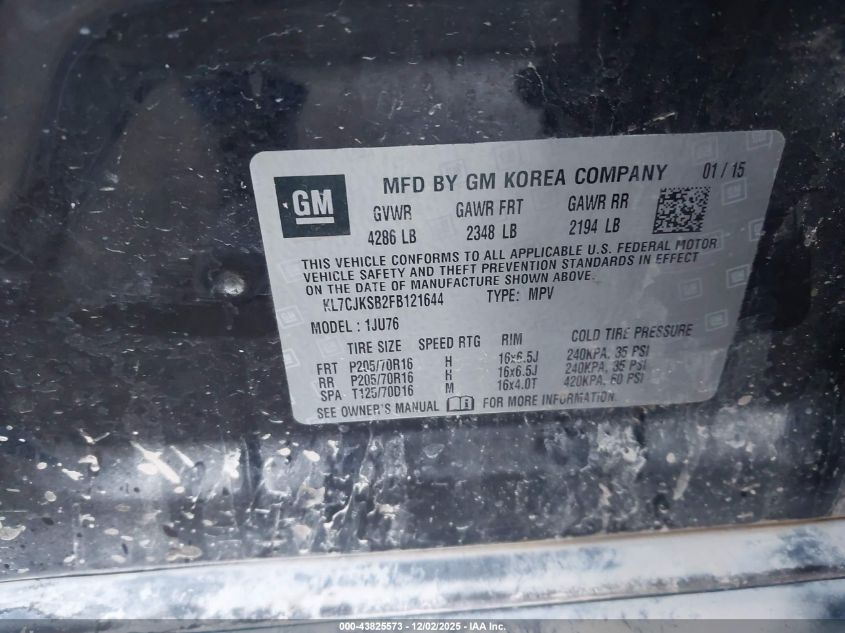 GM
MFD BY GM KOREA COMPANY 01 / 15
GVWR GAWR FRT GAWR RR
4286 LB 2348 LB 2194 LB
THIS VEHICLE CONFORMS TO ALL APPLICABLE U.S. FEDERAL MOTOR
VEHICLE SAFETY AND THEFT PREVENTION STANDARDS IN EFFECT
ON THE DATE OF MANUFACTURE SHOWN ABOVE.
KL7CJKSB2FB121644 TYPE: MPV
MODEL : 1JU76
TIRE SIZE SPEED RTG RIM COLD TIRE PRESSURE
FRT P205/70R16 H 16x6.5J 240KPA, 35 PSI
RR P205/70R16 H 16x6.5J 240KPA, 35 PSI
SPA T125/70D16 M 16x4.0T 420KPA, 60 PSI
SEE OWNER'S MANUAL FOR MORE INFORMATION
000-43825573 - 12/02/2025 - IAA Inc.